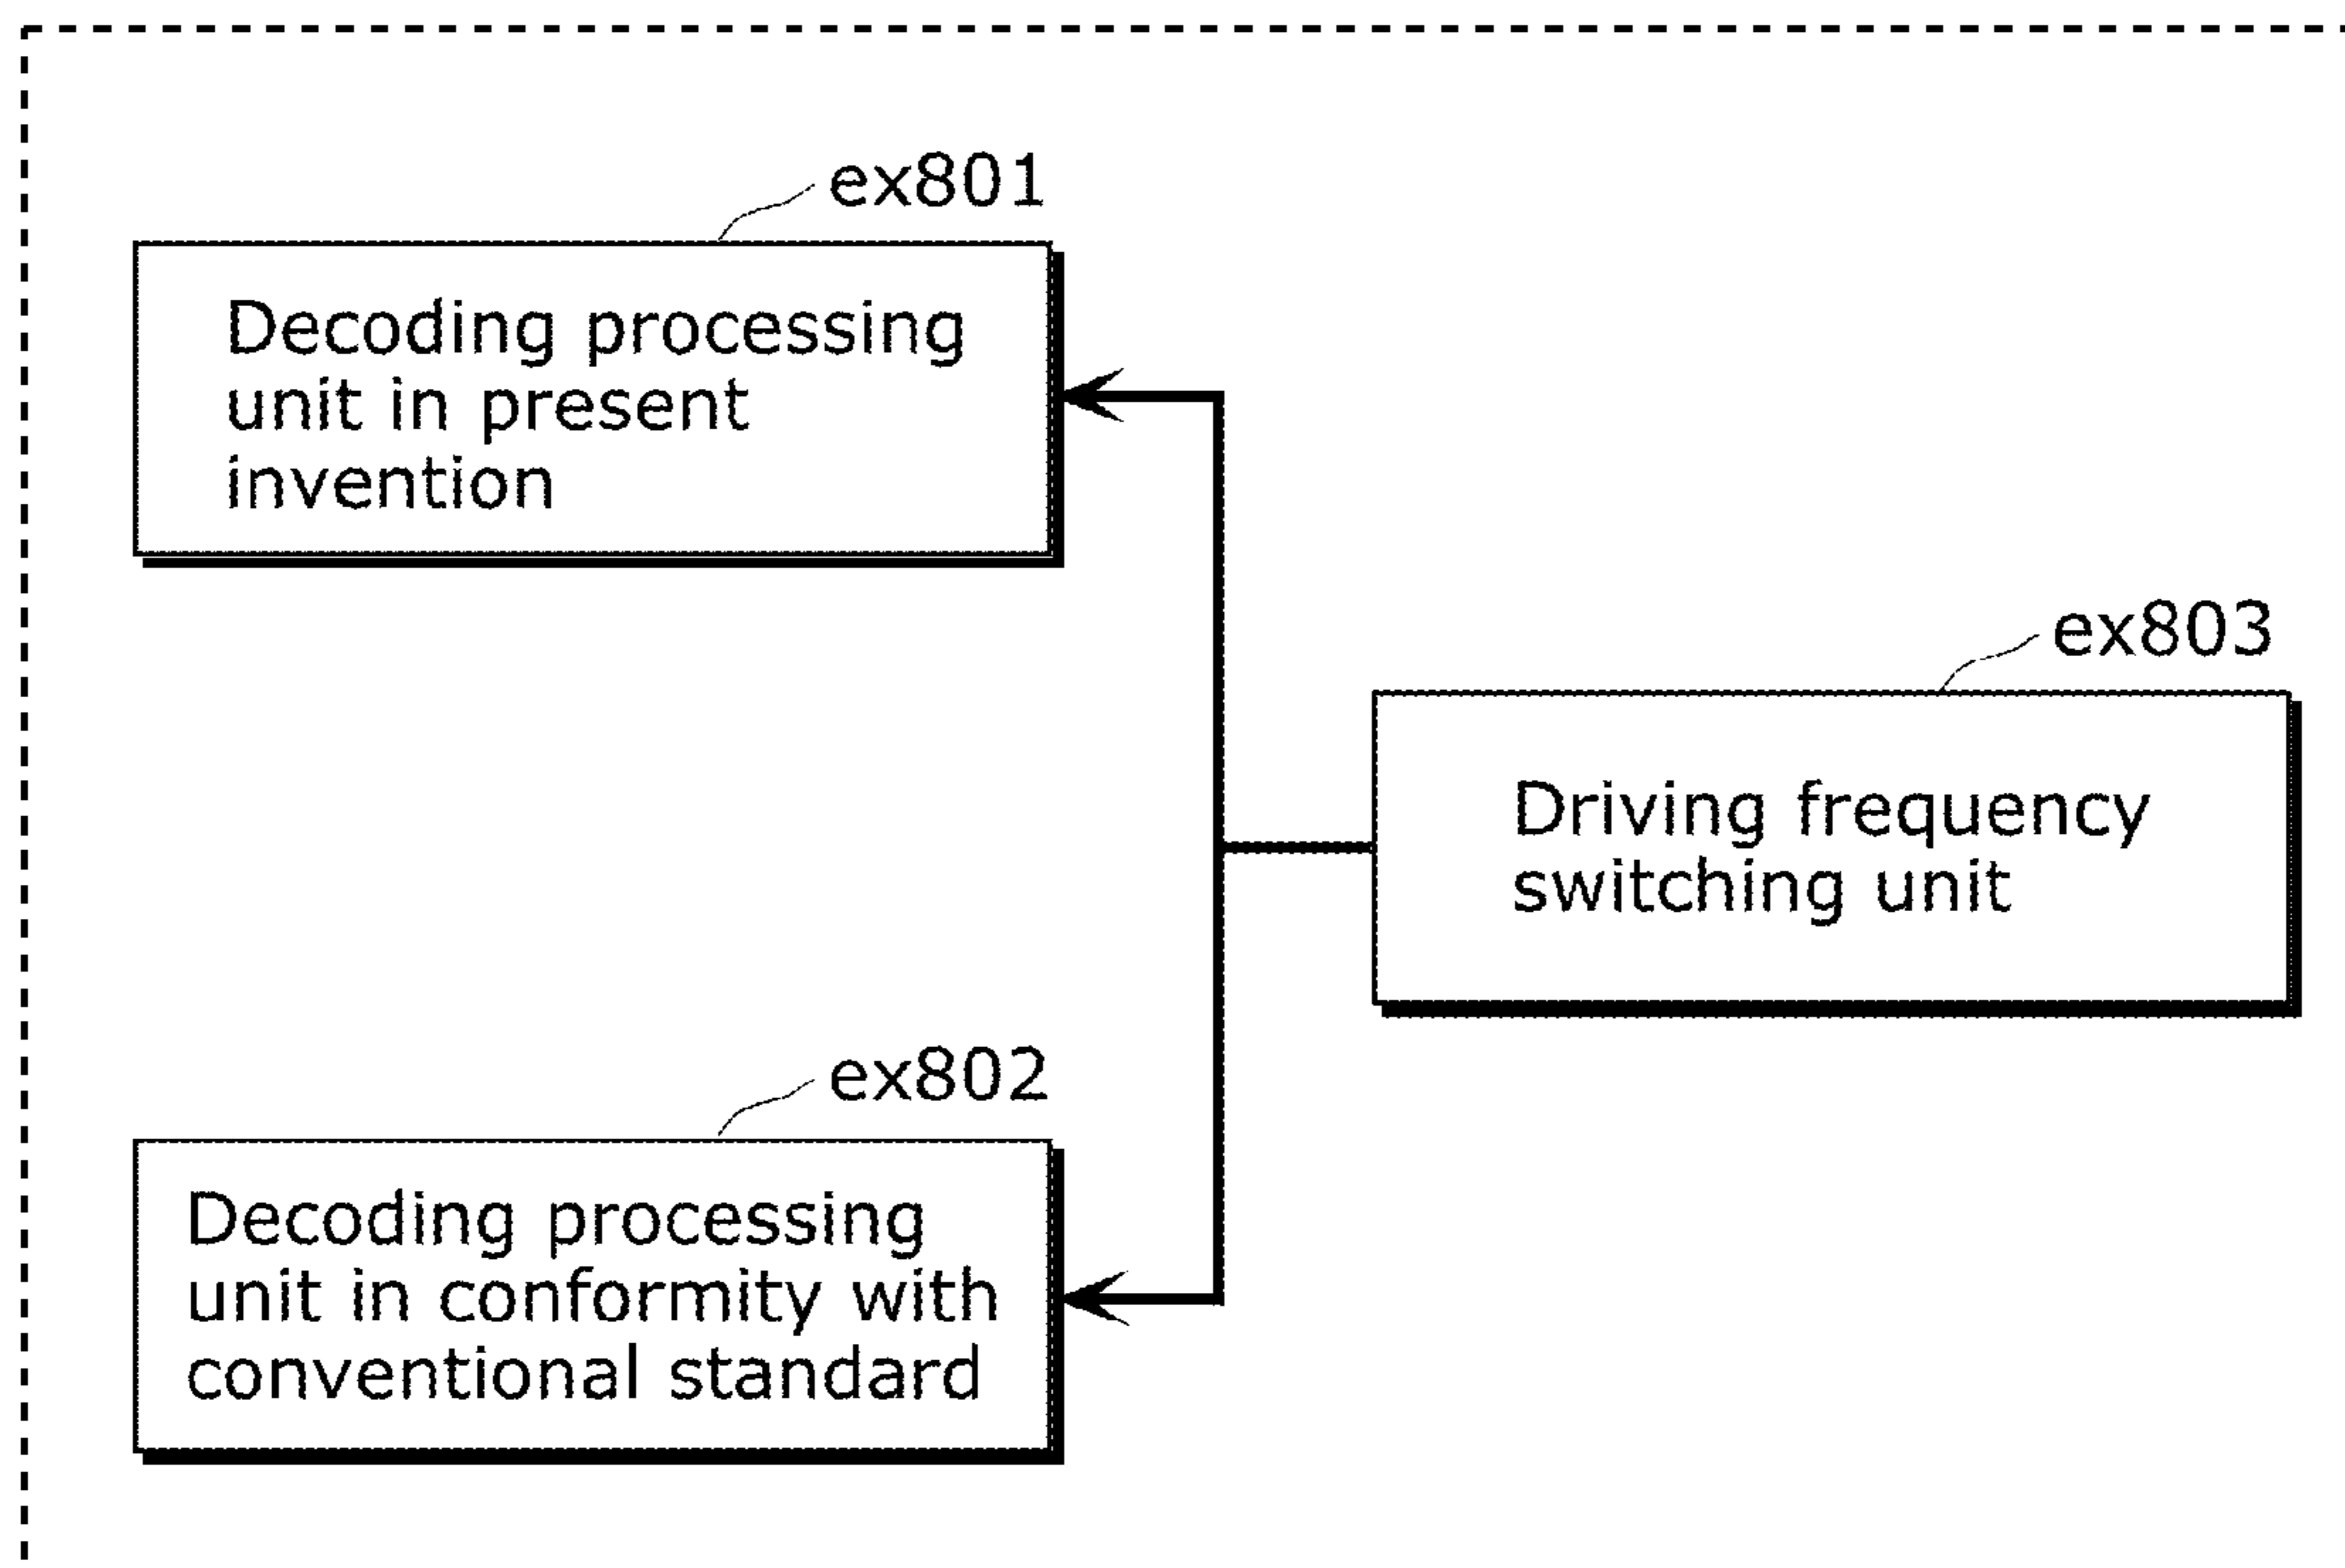 ex801
Decoding processing
unit in present
invention
ex803
Driving frequency
switching unit
ex802
Decoding processing
unit in conformity with
conventional standard